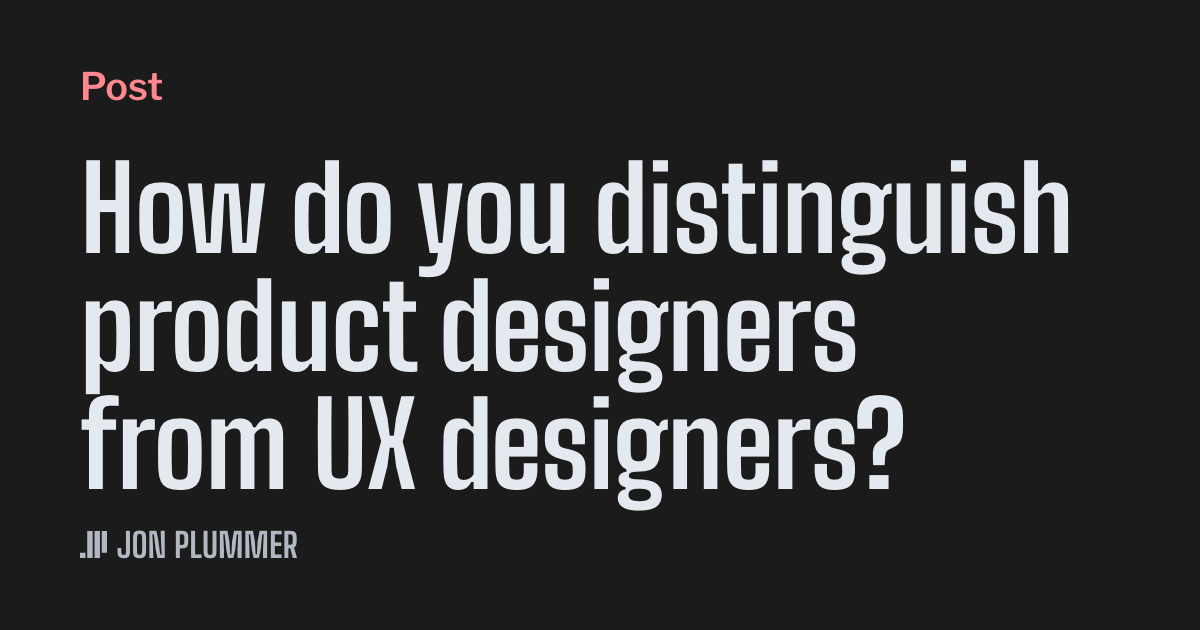 Post
How do you distinguish
product designers
from UX designers?
JON PLUMMER